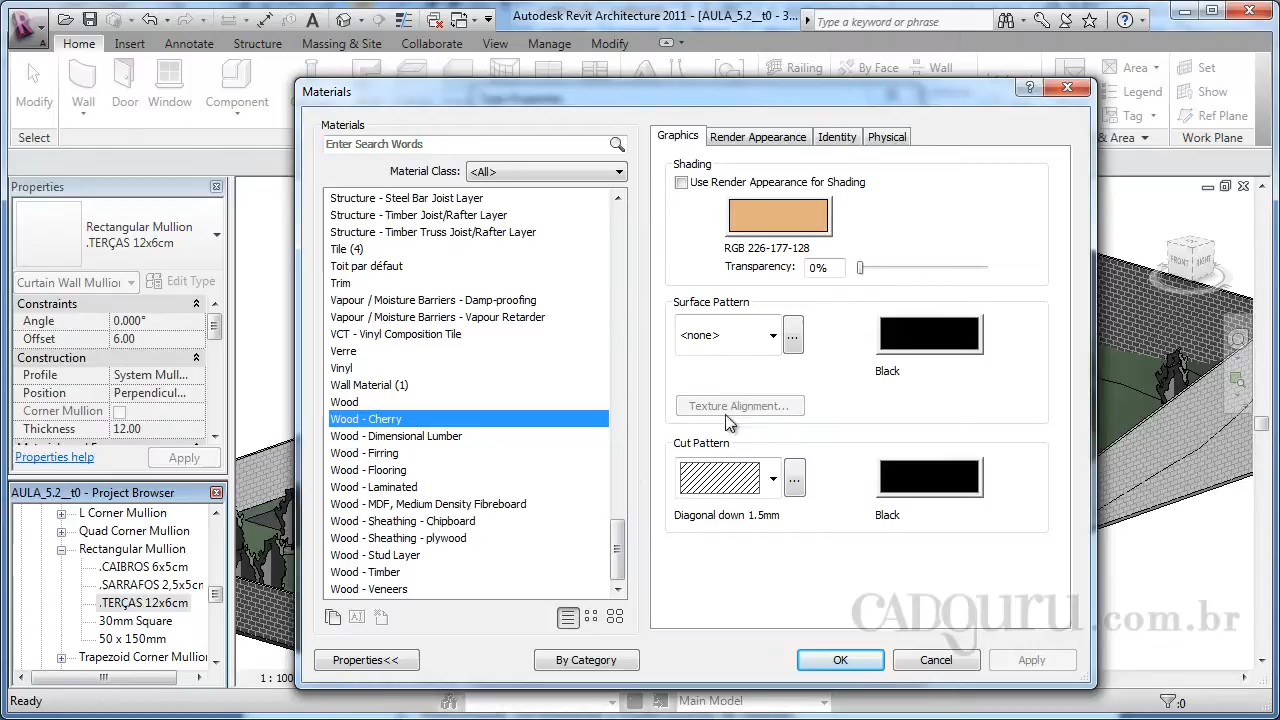 Autodesk Revit Architecture 2011 - [AULA_5.2__t0 - 3...
Type a keyword or phrase
Home
Insert
Annotate
Structure
Massing & Site
Collaborate
View
Manage
Modify
Modify
Wall
Door
Window
Component
Railing
By Face
Wall
Area
Legend
Tag
Set
Show
Ref Plane
Select
& Area
Work Plane
Properties
Rectangular Mullion
.TERÇAS 12x6cm
Curtain Wall Mullion
Edit Type
Constraints
Angle
0.000°
Offset
6.00
Construction
Profile
System Mull...
Position
Perpendicul...
Corner Mullion
Thickness
12.00
Properties help
Apply
AULA_5.2__t0 - Project Browser
L Corner Mullion
Quad Corner Mullion
Rectangular Mullion
.CAIBROS 6x5cm
.SARRAFOS 2,5x5cm
.TERÇAS 12x6cm
30mm Square
50 x 150mm
Trapezoid Corner Mullion
Ready
1 : 100
Main Model
:0
Materials
Materials
Enter Search Words
Material Class:
<All>
Structure - Steel Bar Joist Layer
Structure - Timber Joist/Rafter Layer
Structure - Timber Truss Joist/Rafter Layer
Tile (4)
Toit par défaut
Trim
Vapour / Moisture Barriers - Damp-proofing
Vapour / Moisture Barriers - Vapour Retarder
VCT - Vinyl Composition Tile
Verre
Vinyl
Wall Material (1)
Wood
Wood - Cherry
Wood - Dimensional Lumber
Wood - Firring
Wood - Flooring
Wood - Laminated
Wood - MDF, Medium Density Fibreboard
Wood - Sheathing - Chipboard
Wood - Sheathing - plywood
Wood - Stud Layer
Wood - Timber
Wood - Veneers
Properties<<
By Category
Graphics
Render Appearance
Identity
Physical
Shading
Use Render Appearance for Shading
RGB 226-177-128
Transparency:
0%
Surface Pattern
<none>
...
Black
Texture Alignment...
Cut Pattern
...
Diagonal down 1.5mm
Black
OK
Cancel
Apply
CADGURU.com.br
FRONT
RIGHT